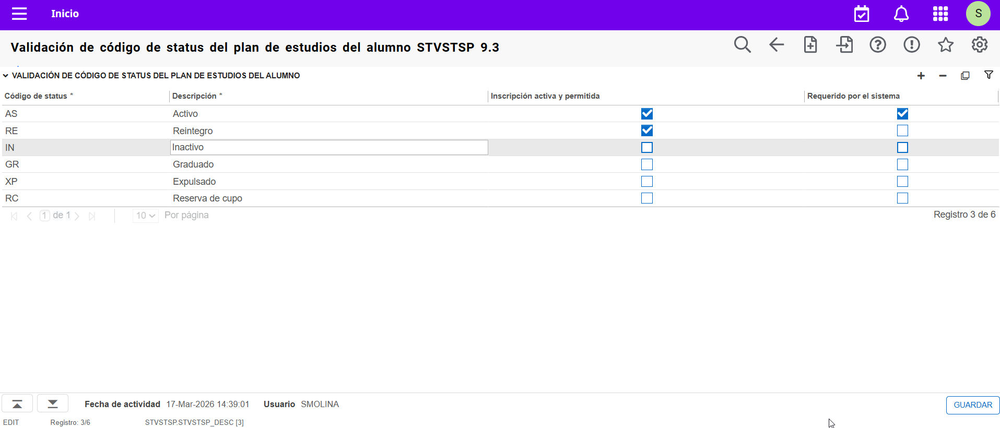 Inicio
S
Validación de código de status del plan de estudios del alumno STVSTSP 9.3
VALIDACIÓN DE CÓDIGO DE STATUS DEL PLAN DE ESTUDIOS DEL ALUMNO
Código de status * Descripción * Inscripción activa y permitida Requerido por el sistema
AS Activo
RE Reintegro
IN Inactivo
GR Graduado
XP Expulsado
RC Reserva de cupo
1 de 1 10 Por página Registro 3 de 6
Fecha de actividad 17-Mar-2026 14:39:01 Usuario SMOLINA GUARDAR
EDIT Registro: 3/6 STVSTSP.STVSTSP_DESC [3]